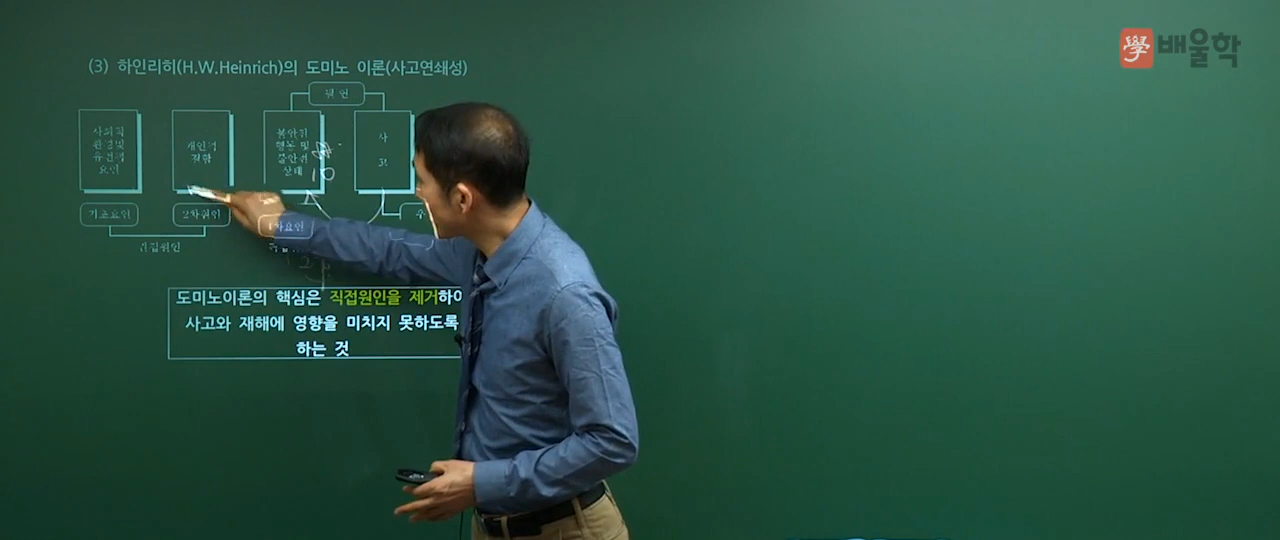 學배울학
(3) 하인리히(H.W.Heinrich)의 도미노 이론(사고연쇄성)
사회적
환경및
유전적
요인
개인적
결함
불안전
행동 및
불안전
상태
사
고
기초요인
2차원인
1차요인
간접원인
도미노이론의 핵심은 직접원인을 제거하여
사고와 재해에 영향을 미치지 못하도록
하는 것